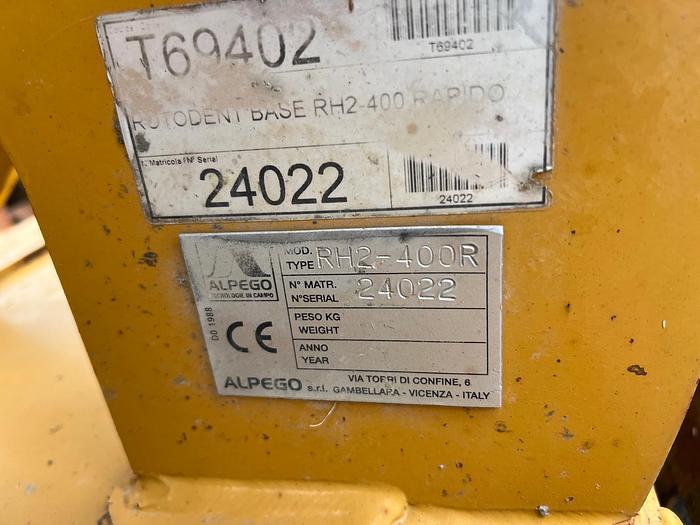 T69402
T69402
ROTODENT BASE RH2-400 RAPIDO
N. Matricola / N° Serial
24022
24022
ALPEGO
TECNOLOGIE IN CAMPO
MOD.
TYPE RH2-400R
N° MATR.
N° SERIAL 24022
PESO KG
WEIGHT
ANNO
YEAR
DD 1988
CE
ALPEGO s.r.l.
VIA TORRI DI CONFINE, 6
GAMBELLARA - VICENZA - ITALY